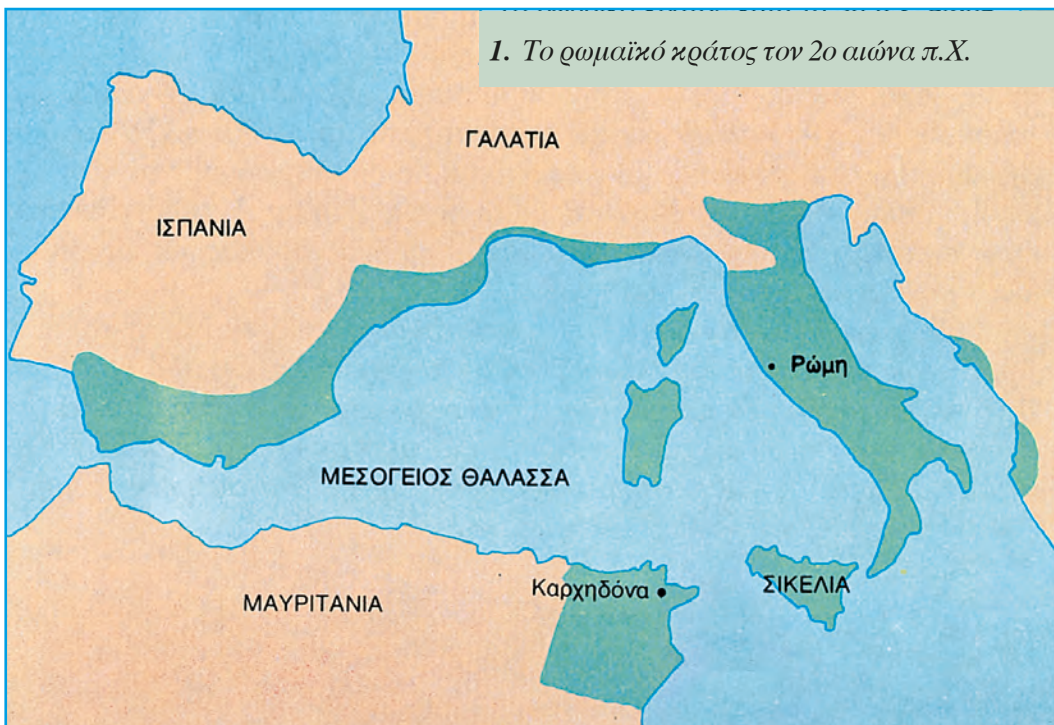 1. Το ρωμαϊκό κράτος τον 2ο αιώνα π.Χ.
ΓΑΛΑΤΙΑ
ΙΣΠΑΝΙΑ
Ρώμη
ΜΕΣΟΓΕΙΟΣ ΘΑΛΑΣΣΑ
Καρχηδόνα
ΣΙΚΕΛΙΑ
ΜΑΥΡΙΤΑΝΙΑ